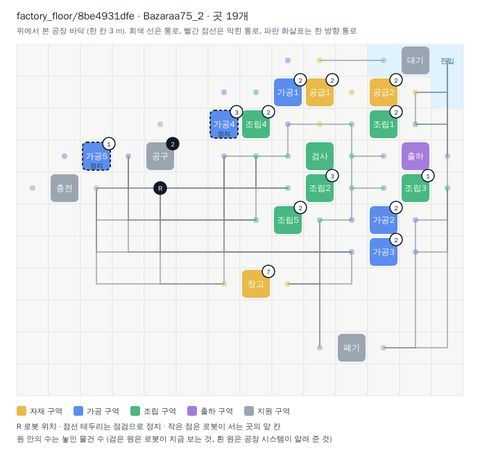 factory_floor/8be4931dfe · Bazaraa75_2 · 곳 19개
위에서 본 공장 바닥 (한 칸 3 m). 회색 선은 통로, 빨간 점선은 막힌 통로, 파란 화살표는 한 방향 통로
대기
진입
2 2 2
가공1 공급1 공급2
3 2 2
가공4 조립4 조립1
정지
1 2
가공5 공구 검사 출하
정지
R 3 1
충전 조립2 조립3
2 2
조립5 가공2
2
가공3
7
창고
폐기
자재 구역 가공 구역 조립 구역 출하 구역 지원 구역
R 로봇 위치 · 점선 테두리는 점검으로 정지 · 작은 점은 로봇이 서는 곳의 앞 칸
원 안의 수는 놓인 물건 수 (검은 원은 로봇이 지금 보는 것, 흰 원은 공장 시스템이 알려 준 것)